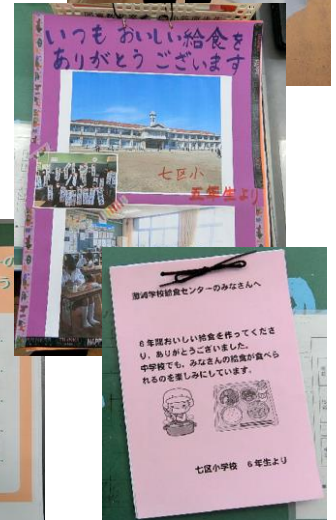 いつも おいしい給食を
ありがとうございます
七区小
五年生より
学校給食センターのみなさんへ
6年間おいしい給食を作ってくださ
り、ありがとうございました。
中学校でも、みなさんの給食が食べら
れるのを楽しみにしています。
七区小学校 6年生より